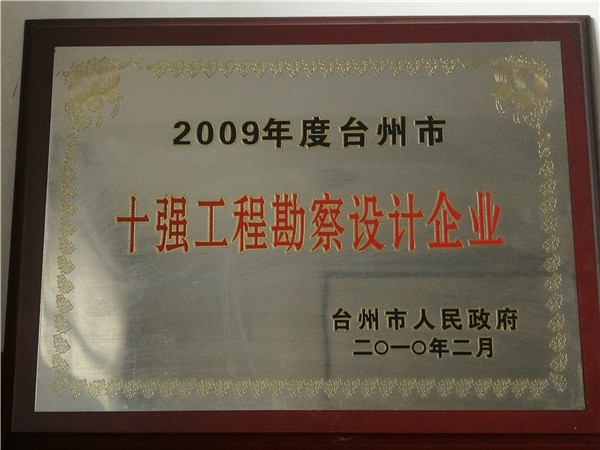 2009年度台州市
十强工程勘察设计企业
台州市人民政府
二〇一〇年二月